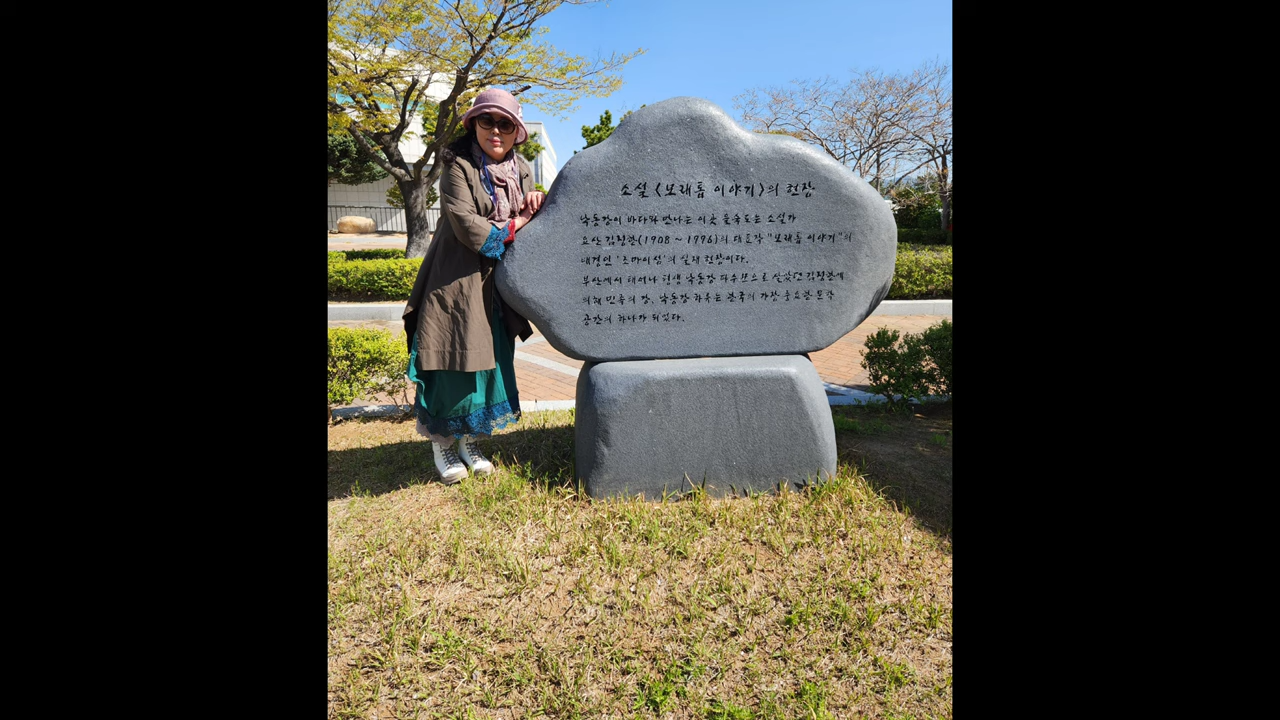 소설 <모래톱 이야기>의 현장
낙동강이 바다와 만나는 이곳 을숙도는 소설가
요산 김정한(1908 ~ 1996)의 대표작 "모래톱 이야기"의
배경인 '조마이섬'의 실재 현장이다.
부산에서 태어나 평생 낙동강 파수꾼으로 살았던 김정한에
의해 민족의 강, 낙동강 하류는 한국의 가장 중요한 문학
공간의 하나가 되었다.